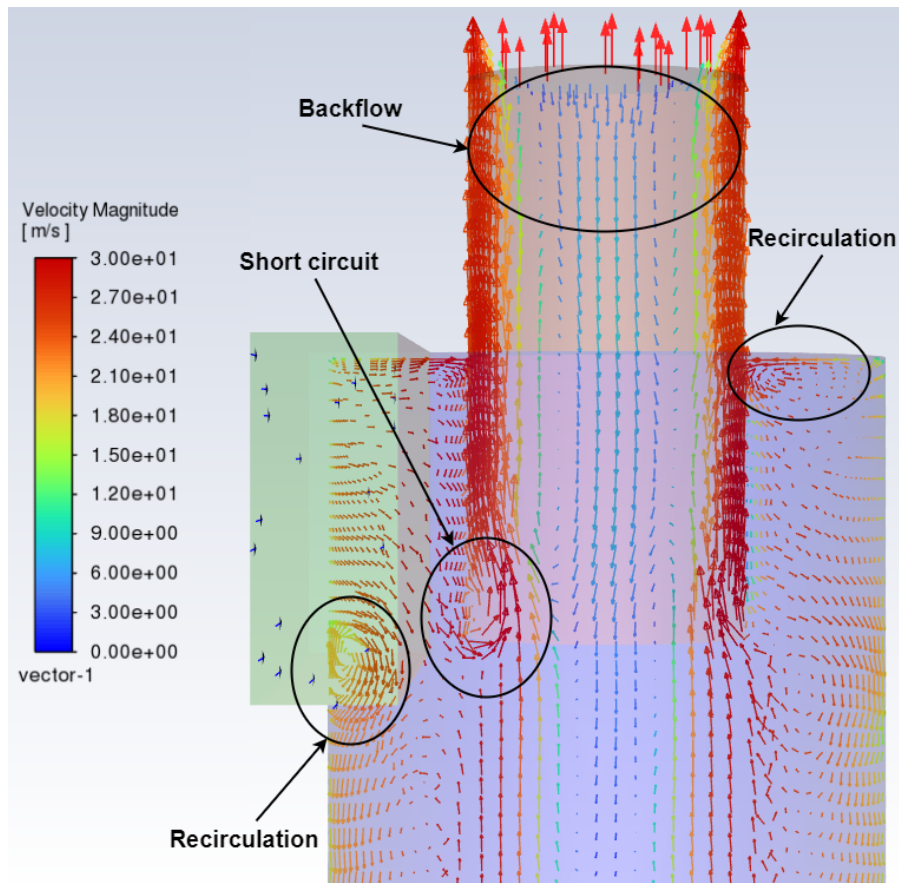 Backflow
Recirculation
Short circuit
Velocity Magnitude
[ m/s ]
3.00e+01
2.70e+01
2.40e+01
2.10e+01
1.80e+01
1.50e+01
1.20e+01
9.00e+00
6.00e+00
3.00e+00
0.00e+00
vector-1
Recirculation